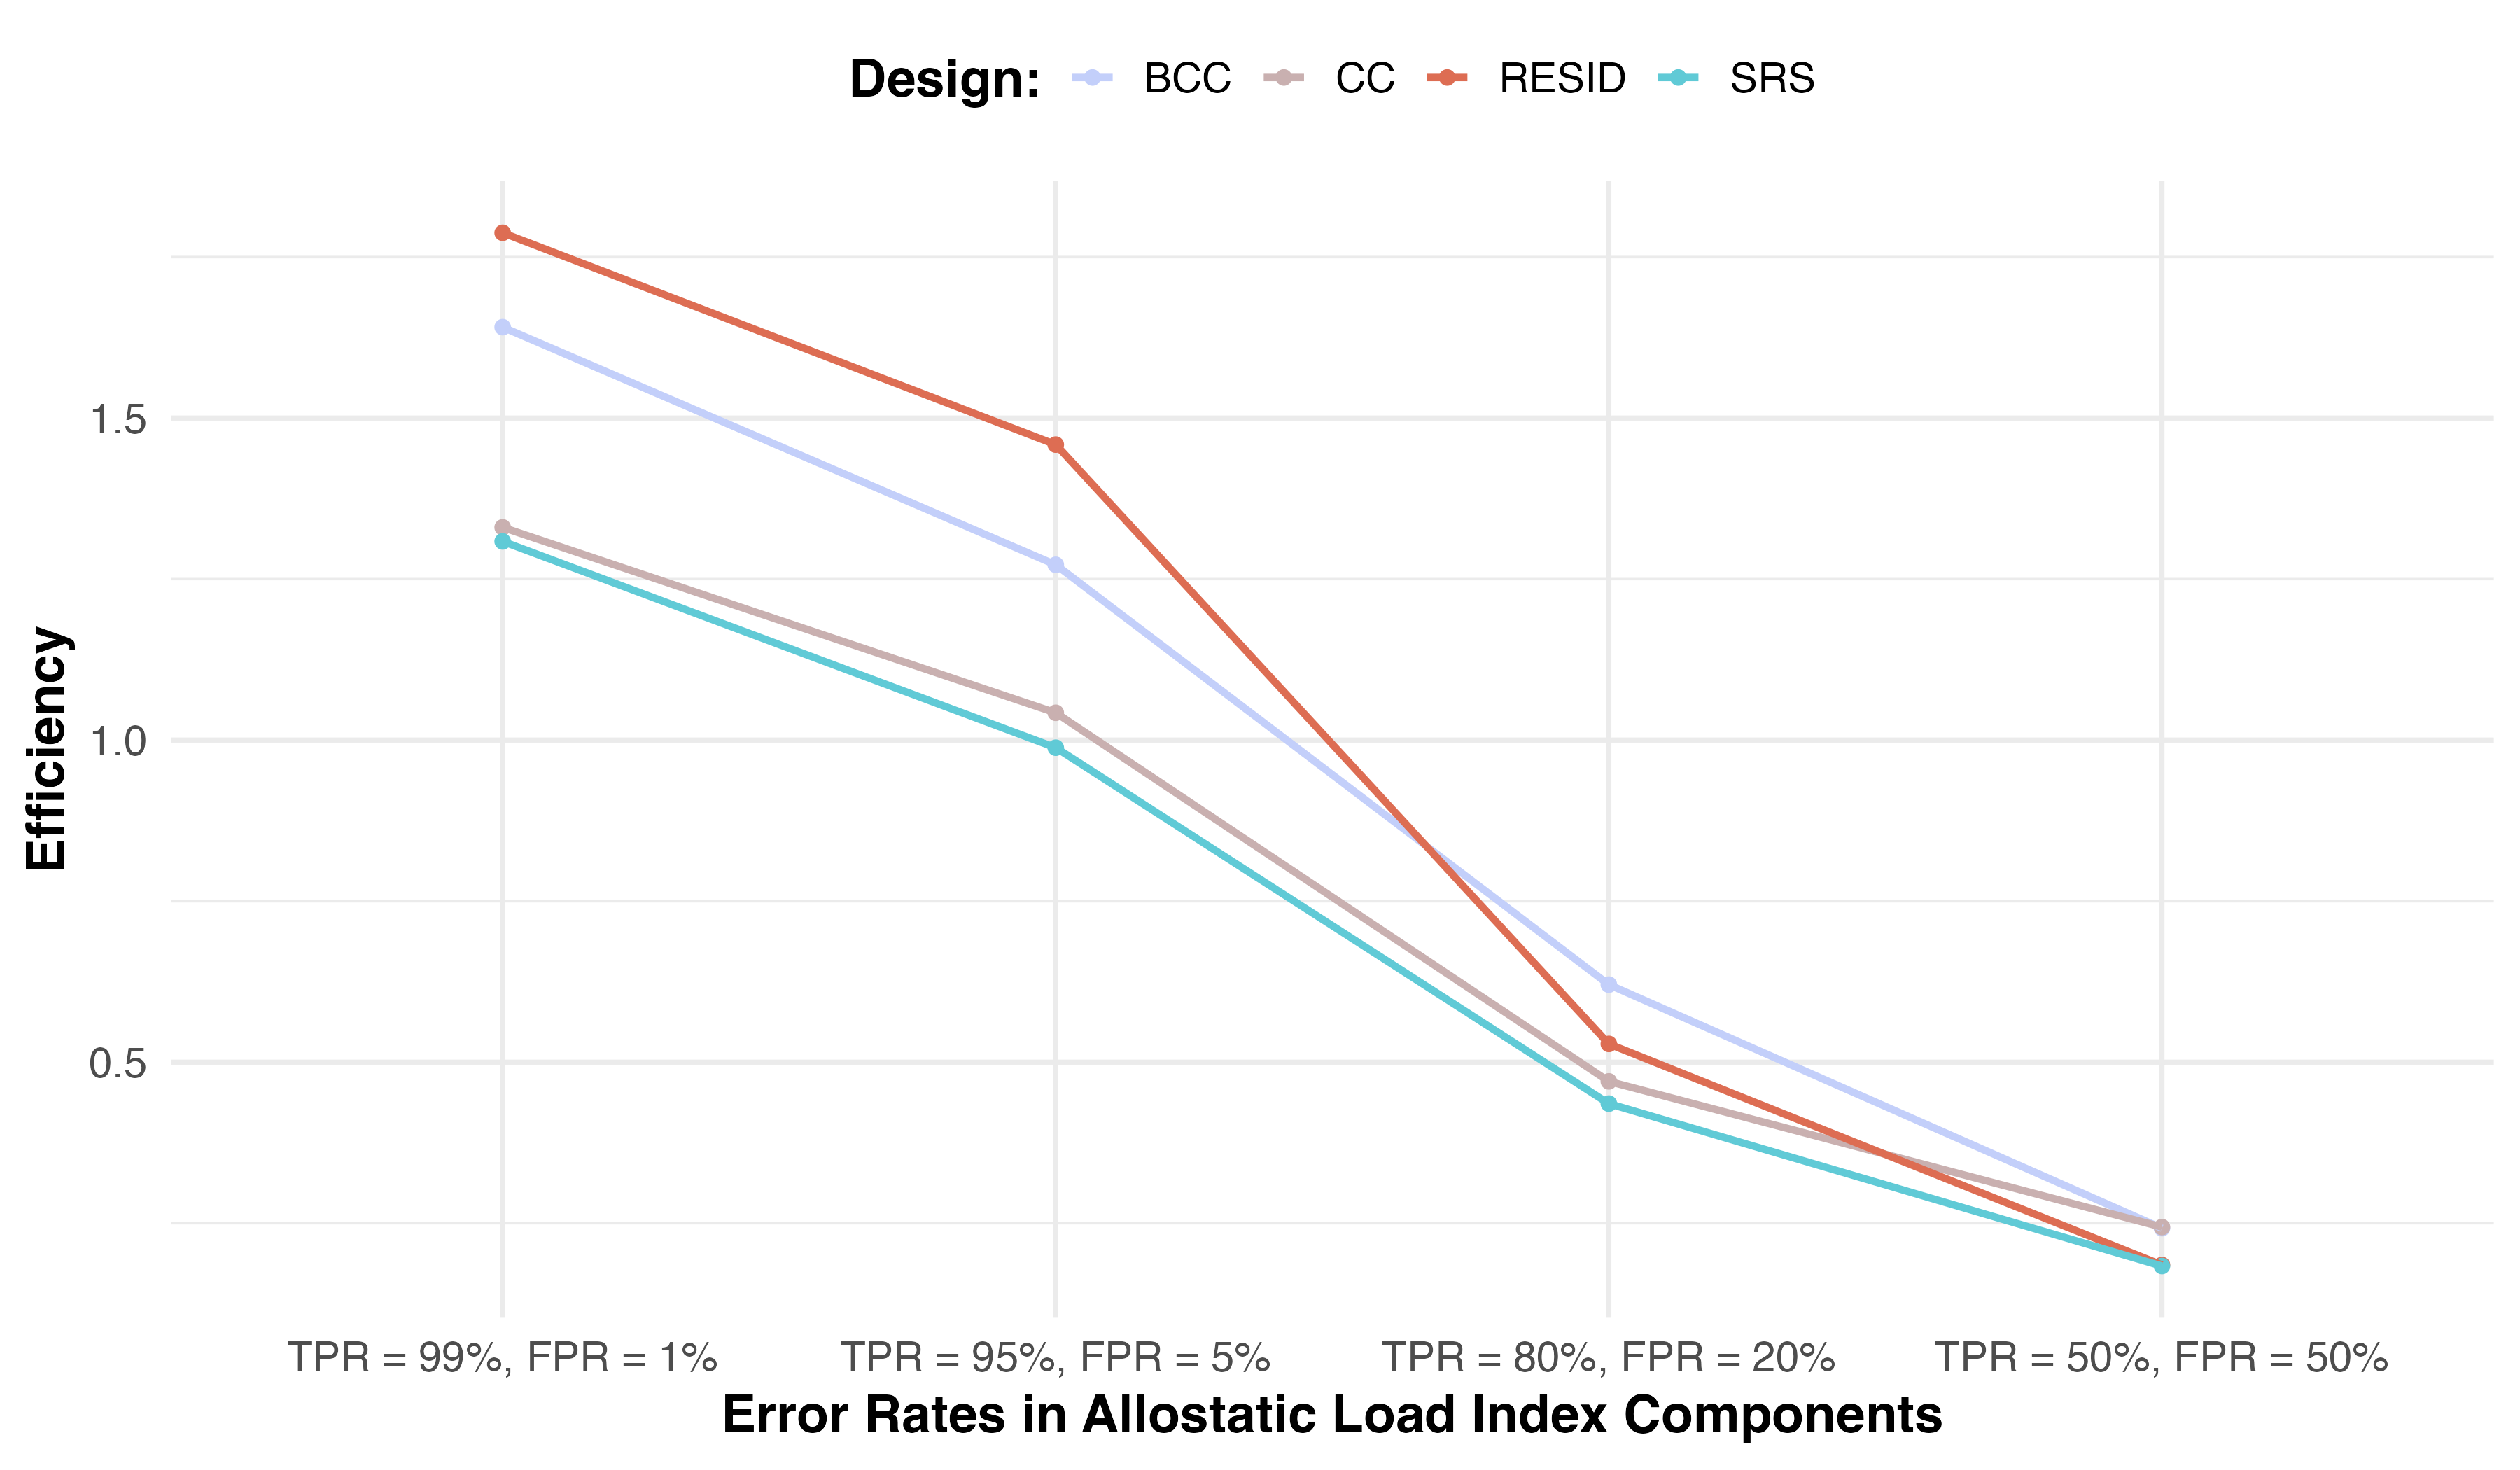 Design: BCC CC RESID SRS
Efficiency
1.5
1.0
0.5
TPR = 99%, FPR = 1% TPR = 95%, FPR = 5% TPR = 80%, FPR = 20% TPR = 50%, FPR = 50%
Error Rates in Allostatic Load Index Components